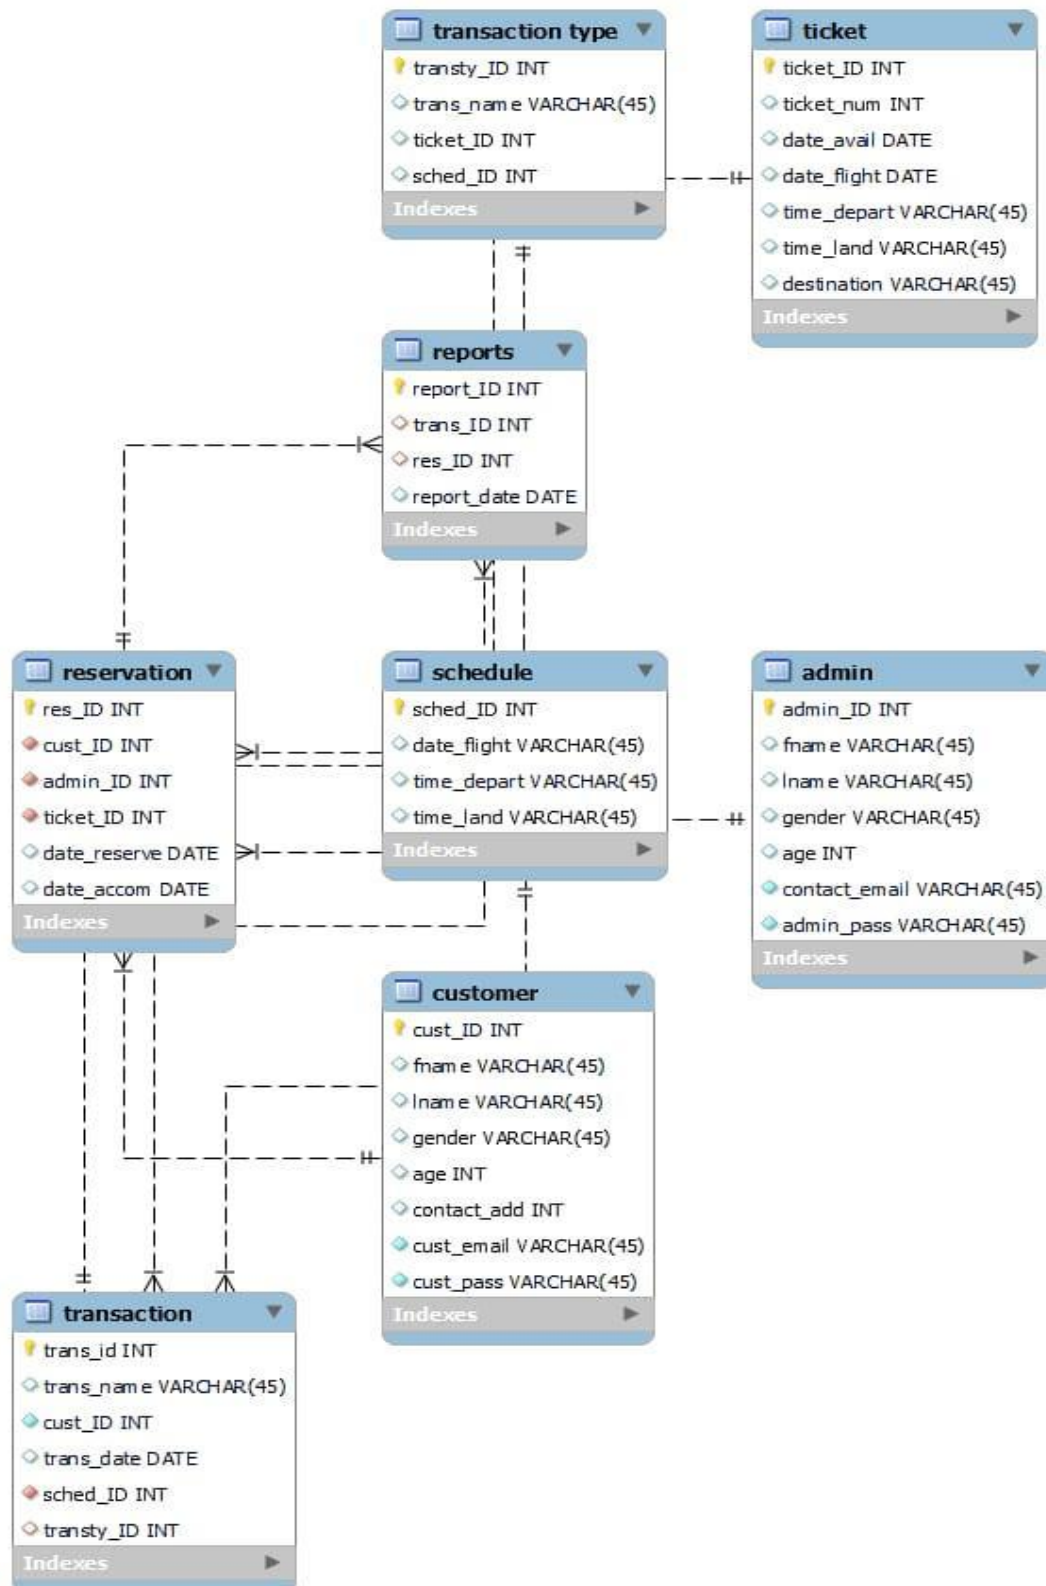 transaction type
transty_ID INT
trans_name VARCHAR(45)
ticket_ID INT
sched_ID INT
Indexes
ticket
ticket_ID INT
ticket_num INT
date_avail DATE
date_flight DATE
time_depart VARCHAR(45)
time_land VARCHAR(45)
destination VARCHAR(45)
Indexes
reports
report_ID INT
trans_ID INT
res_ID INT
report_date DATE
Indexes
reservation
res_ID INT
cust_ID INT
admin_ID INT
ticket_ID INT
date_reserve DATE
date_accom DATE
Indexes
schedule
sched_ID INT
date_flight VARCHAR(45)
time_depart VARCHAR(45)
time_land VARCHAR(45)
Indexes
admin
admin_ID INT
fname VARCHAR(45)
lname VARCHAR(45)
gender VARCHAR(45)
age INT
contact_email VARCHAR(45)
admin_pass VARCHAR(45)
Indexes
customer
cust_ID INT
fname VARCHAR(45)
lname VARCHAR(45)
gender VARCHAR(45)
age INT
contact_add INT
cust_email VARCHAR(45)
cust_pass VARCHAR(45)
Indexes
transaction
trans_id INT
trans_name VARCHAR(45)
cust_ID INT
trans_date DATE
sched_ID INT
transty_ID INT
Indexes